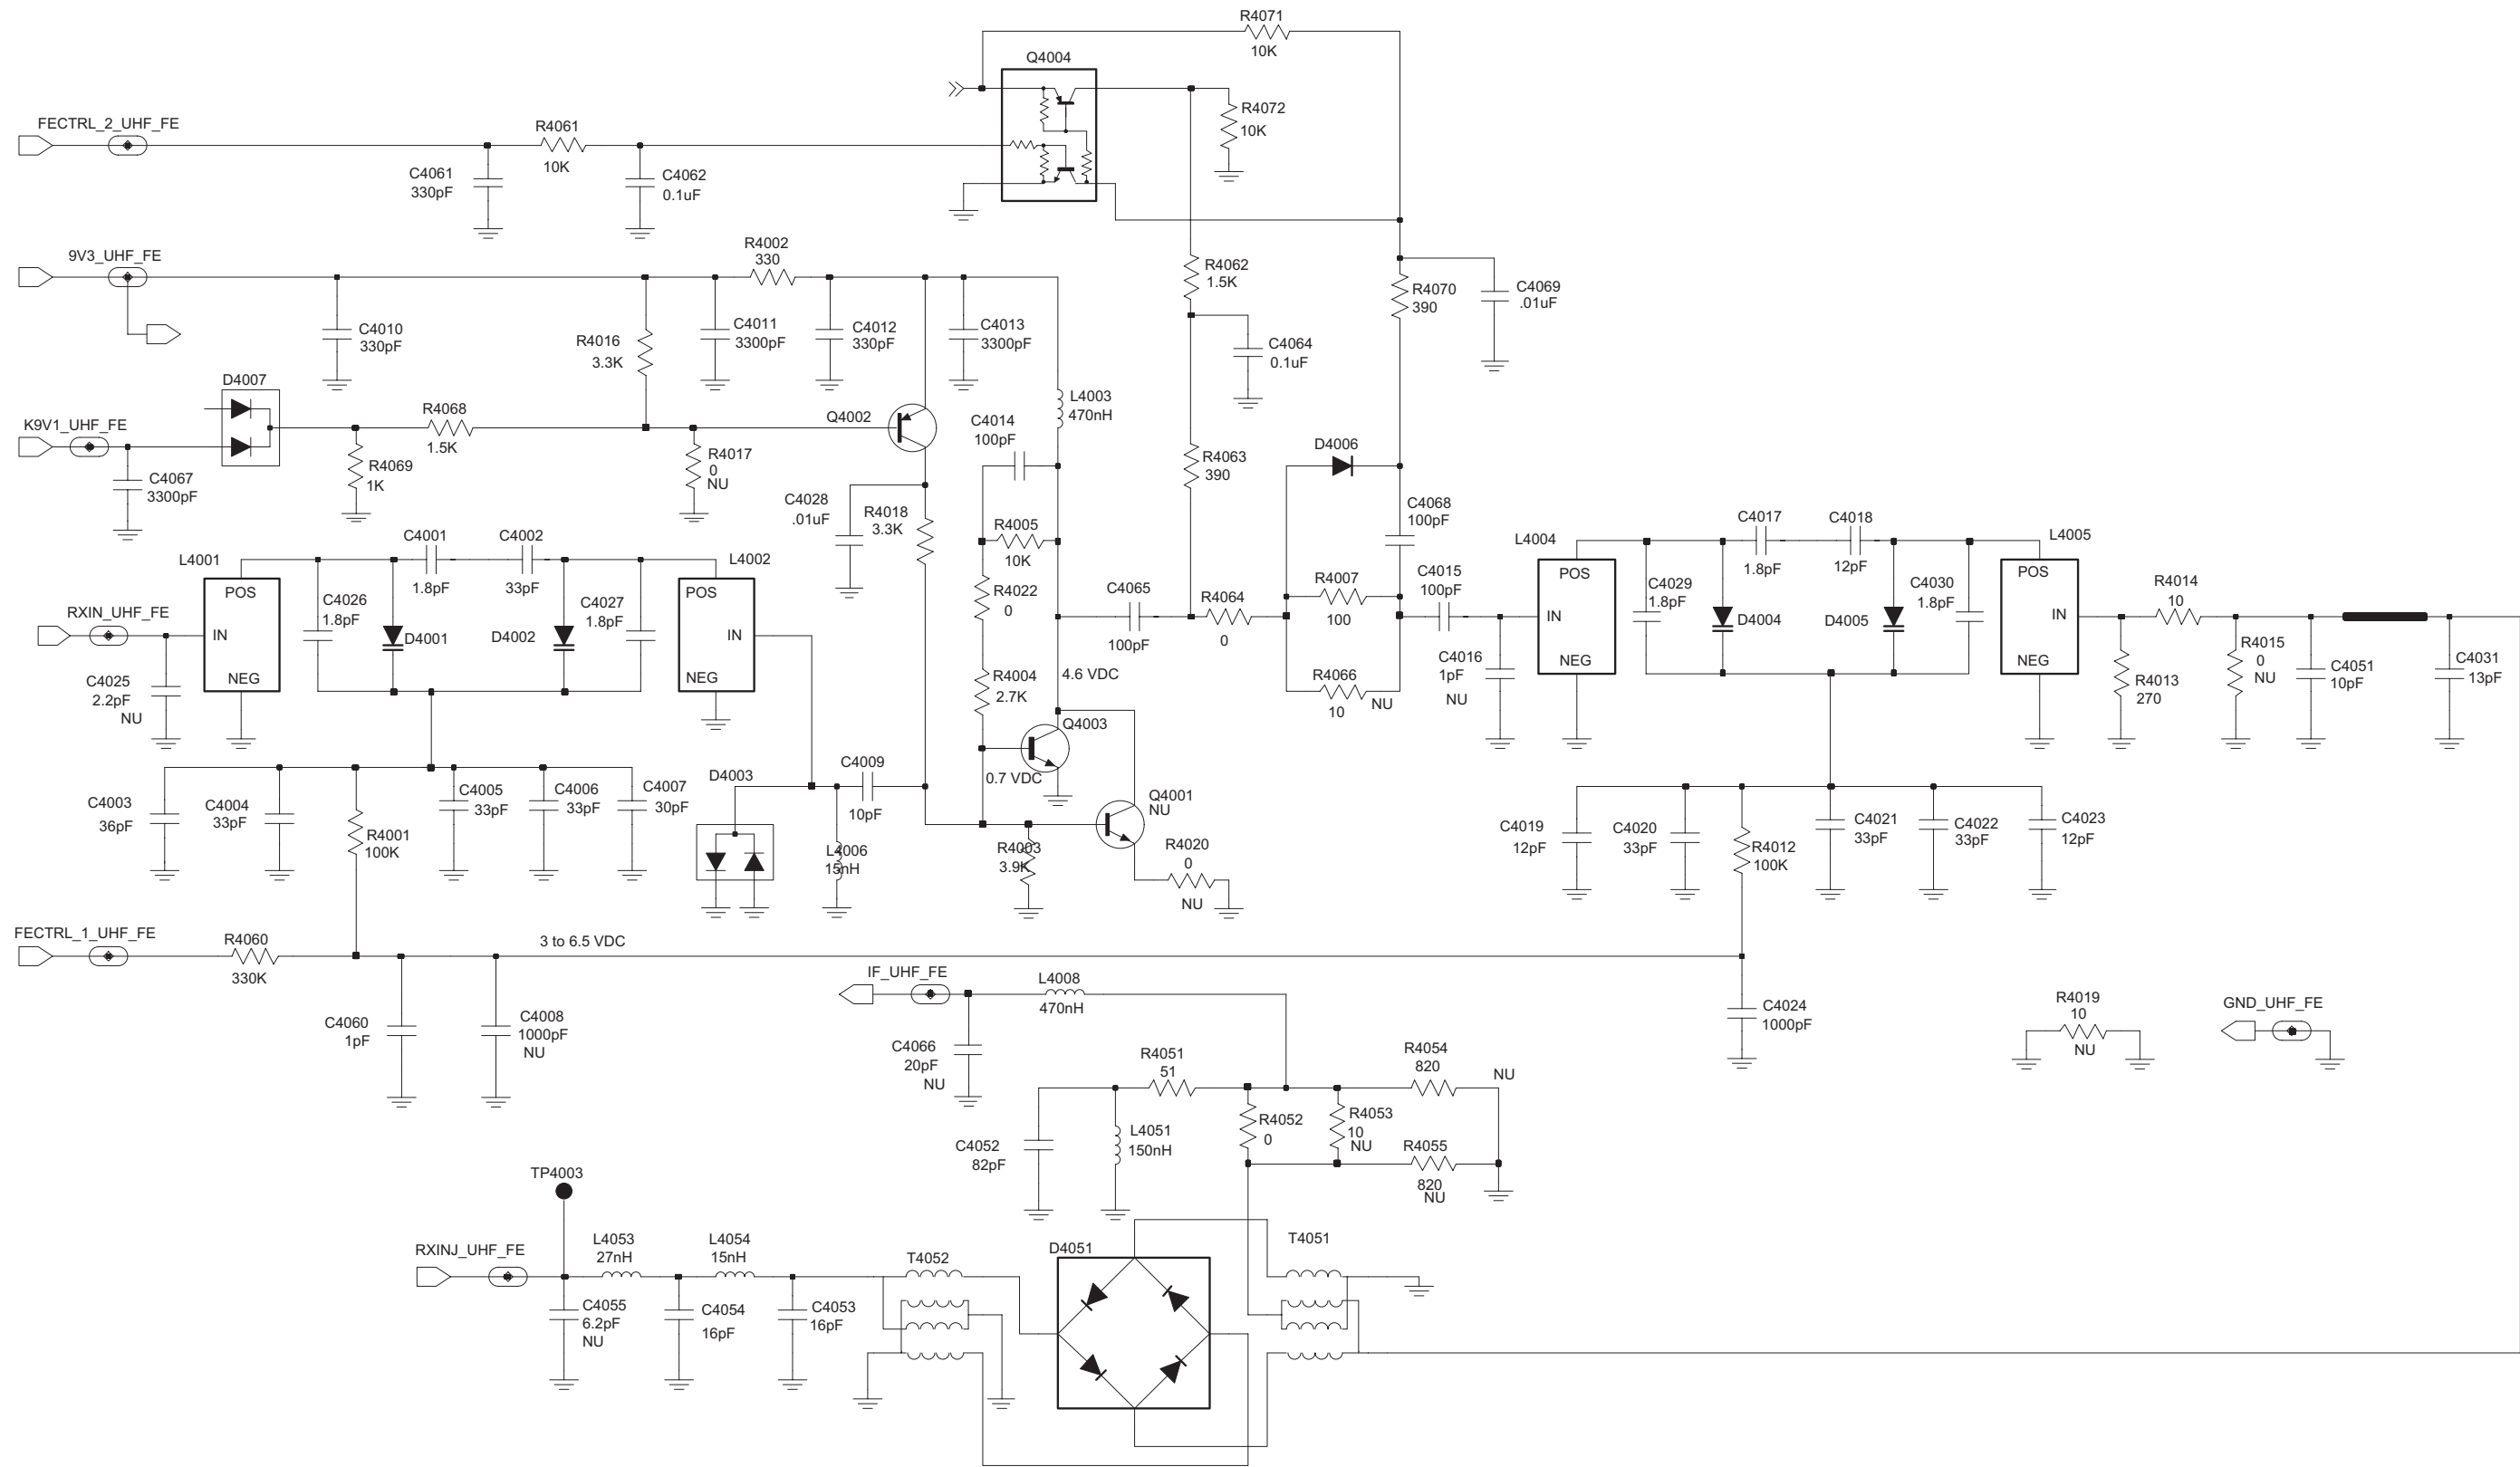 R4071
10K
Q4004
R4072
10K
FECTRL_2_UHF_FE
R4061
10K
C4061
330pF
C4062
0.1uF
9V3_UHF_FE
R4002
330
R4062
1.5K
R4070
390
C4069
.01uF
C4010
330pF
R4016
3.3K
C4011
3300pF
C4012
330pF
C4013
3300pF
C4064
0.1uF
D4007
K9V1_UHF_FE
R4068
1.5K
Q4002
L4003
470nH
C4014
100pF
D4006
R4063
390
C4067
3300pF
R4069
1K
R4017
0
NU
C4028
.01uF
R4018
3.3K
R4005
10K
C4068
100pF
L4001
C4001
1.8pF
C4002
33pF
L4002
POS
IN
NEG
POS
IN
C4026
1.8pF
D4001
D4002
C4027
1.8pF
RXIN_UHF_FE
C4025
2.2pF
NU
NEG
R4022
0
C4065
100pF
R4064
0
R4007
100
C4015
100pF
L4004
C4017
1.8pF
C4018
12pF
L4005
POS
IN
NEG
C4029
1.8pF
D4004
D4005
C4030
1.8pF
POS
IN
NEG
R4014
10
R4004
2.7K
4.6 VDC
R4066
10
NU
C4016
1pF
NU
R4013
270
R4015
0
NU
C4051
10pF
C4031
13pF
Q4003
0.7 VDC
D4003
C4009
10pF
Q4001
NU
C4003
36pF
C4004
33pF
R4001
100K
C4005
33pF
C4006
33pF
C4007
30pF
L4006
15nH
R4003
3.9K
R4020
0
NU
C4019
12pF
C4020
33pF
R4012
100K
C4021
33pF
C4022
33pF
C4023
12pF
FECTRL_1_UHF_FE
R4060
330K
3 to 6.5 VDC
C4060
1pF
C4008
1000pF
NU
IF_UHF_FE
L4008
470nH
C4024
1000pF
R4019
10
NU
GND_UHF_FE
C4066
20pF
NU
R4051
51
R4054
820
NU
C4052
82pF
L4051
150nH
R4052
0
R4053
10
NU
R4055
820
NU
TP4003
RXINJ_UHF_FE
L4053
27nH
L4054
15nH
T4052
D4051
T4051
C4055
6.2pF
NU
C4054
16pF
C4053
16pF